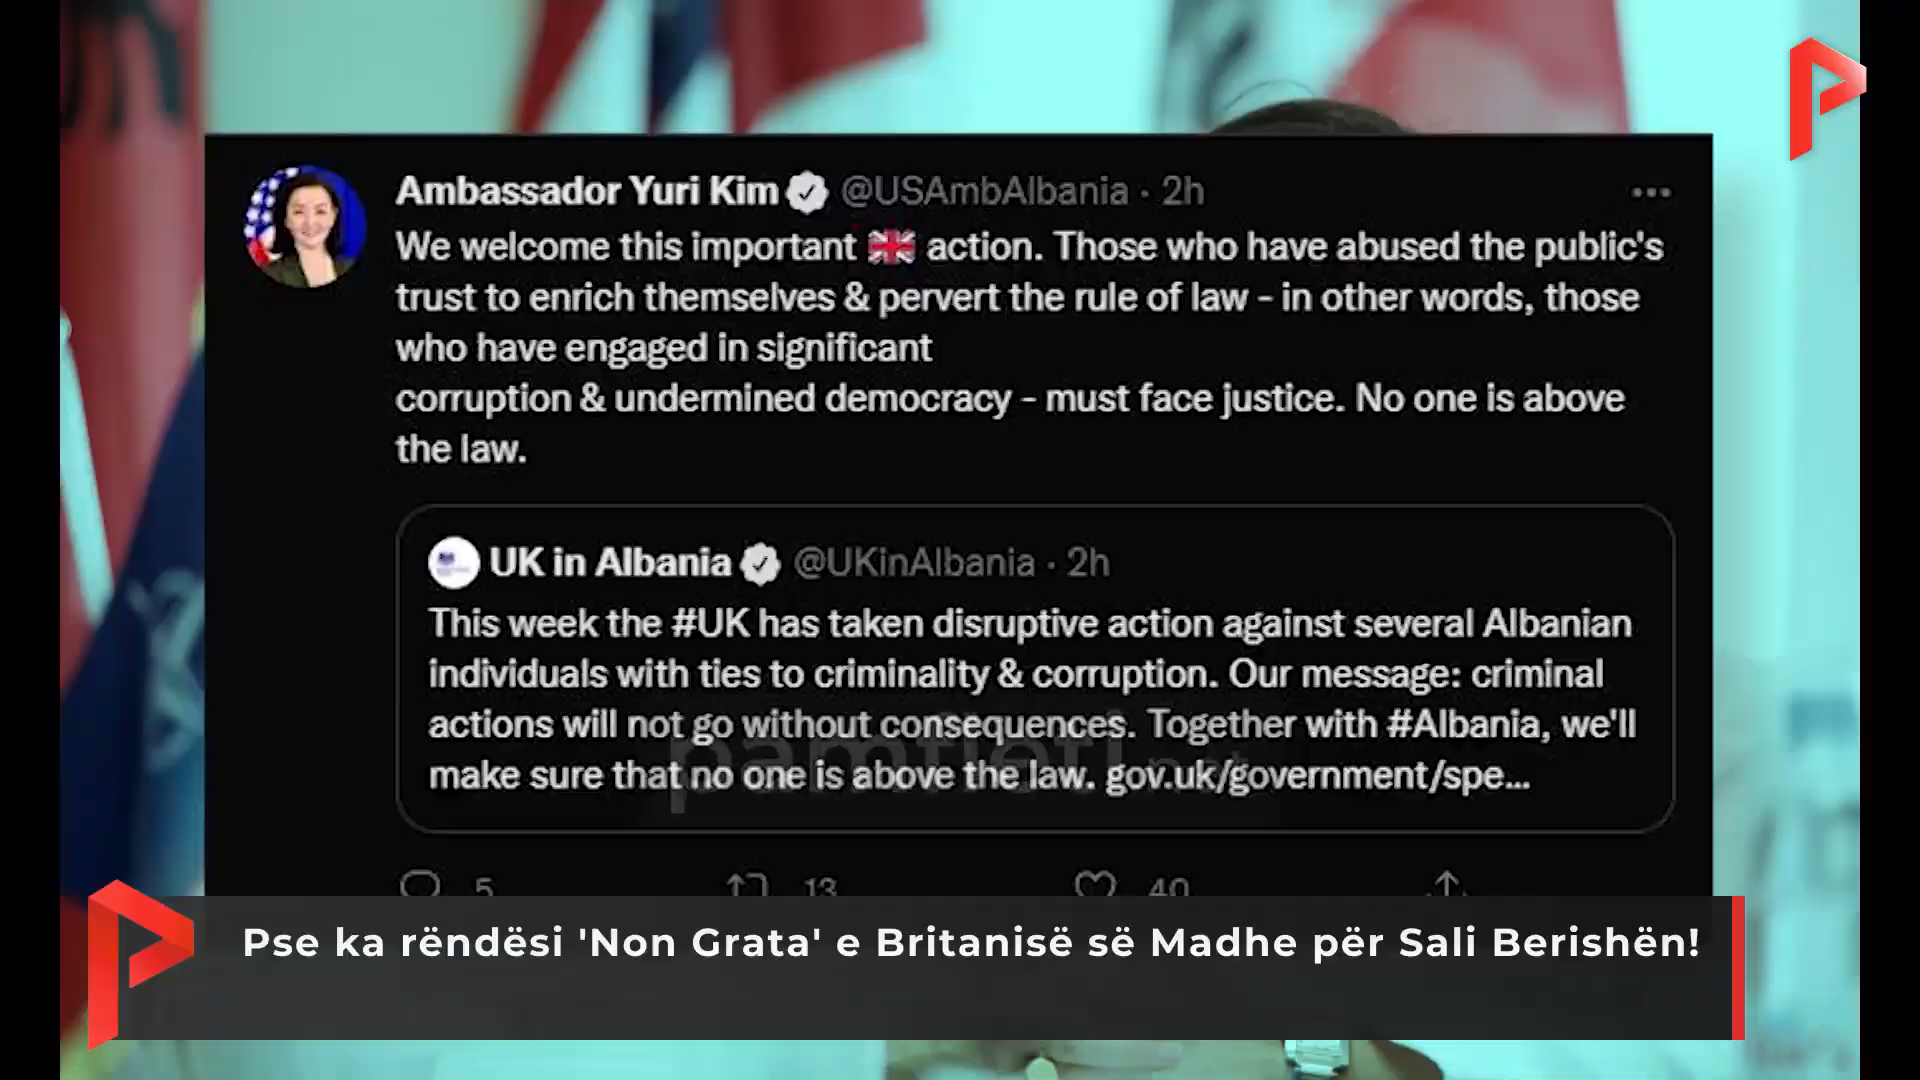 Ambassador Yuri Kim @USAmbAlbania · 2h
We welcome this important 🇬🇧 action. Those who have abused the public's
trust to enrich themselves & pervert the rule of law - in other words, those
who have engaged in significant
corruption & undermined democracy - must face justice. No one is above
the law.
UK in Albania @UKinAlbania · 2h
This week the #UK has taken disruptive action against several Albanian
individuals with ties to criminality & corruption. Our message: criminal
actions will not go without consequences. Together with #Albania, we'll
make sure that no one is above the law. gov.uk/government/spe...
pamfleti.net
5 13 40
Pse ka rëndësi 'Non Grata' e Britanisë së Madhe për Sali Berishën!